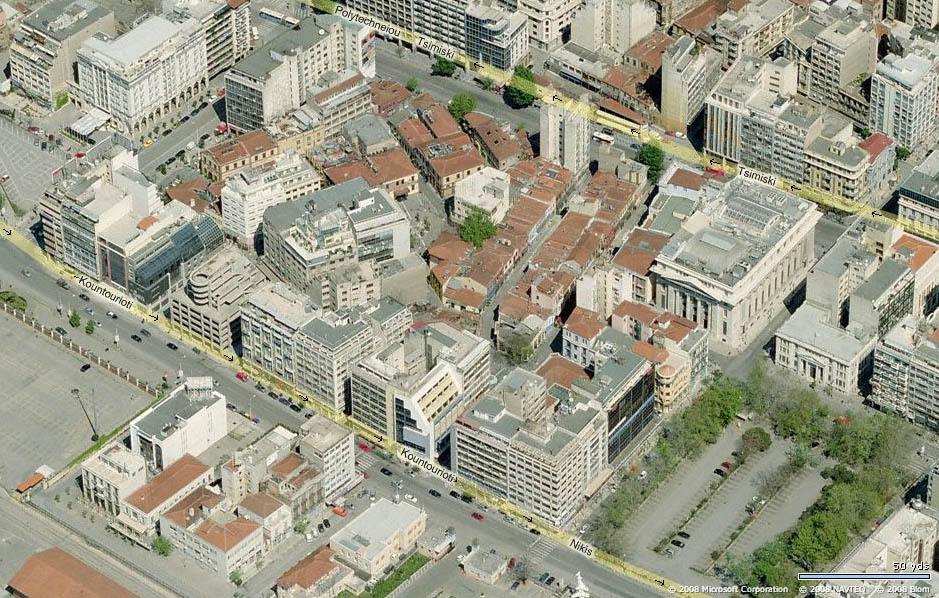 Polytechneiou
Tsimiski
Tsimiski
Kountourioti
Kountourioti
Nikis
50 yds
© 2008 Microsoft Corporation © 2008 NAVTEQ © 2008 Blom